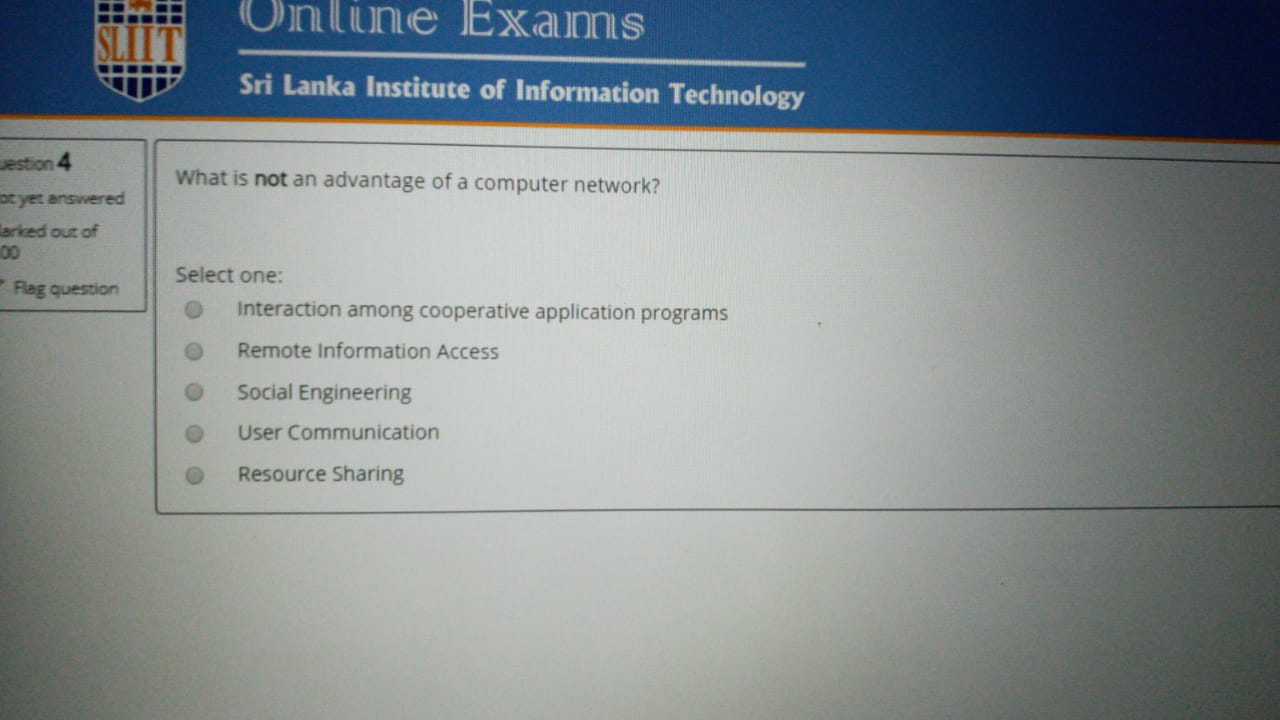 Online Exams
SLIIT
Sri Lanka Institute of Information Technology
uestion 4
ot yet answered
arked out of
00
Flag question
What is not an advantage of a computer network?
Select one:
Interaction among cooperative application programs
Remote Information Access
Social Engineering
User Communication
Resource Sharing